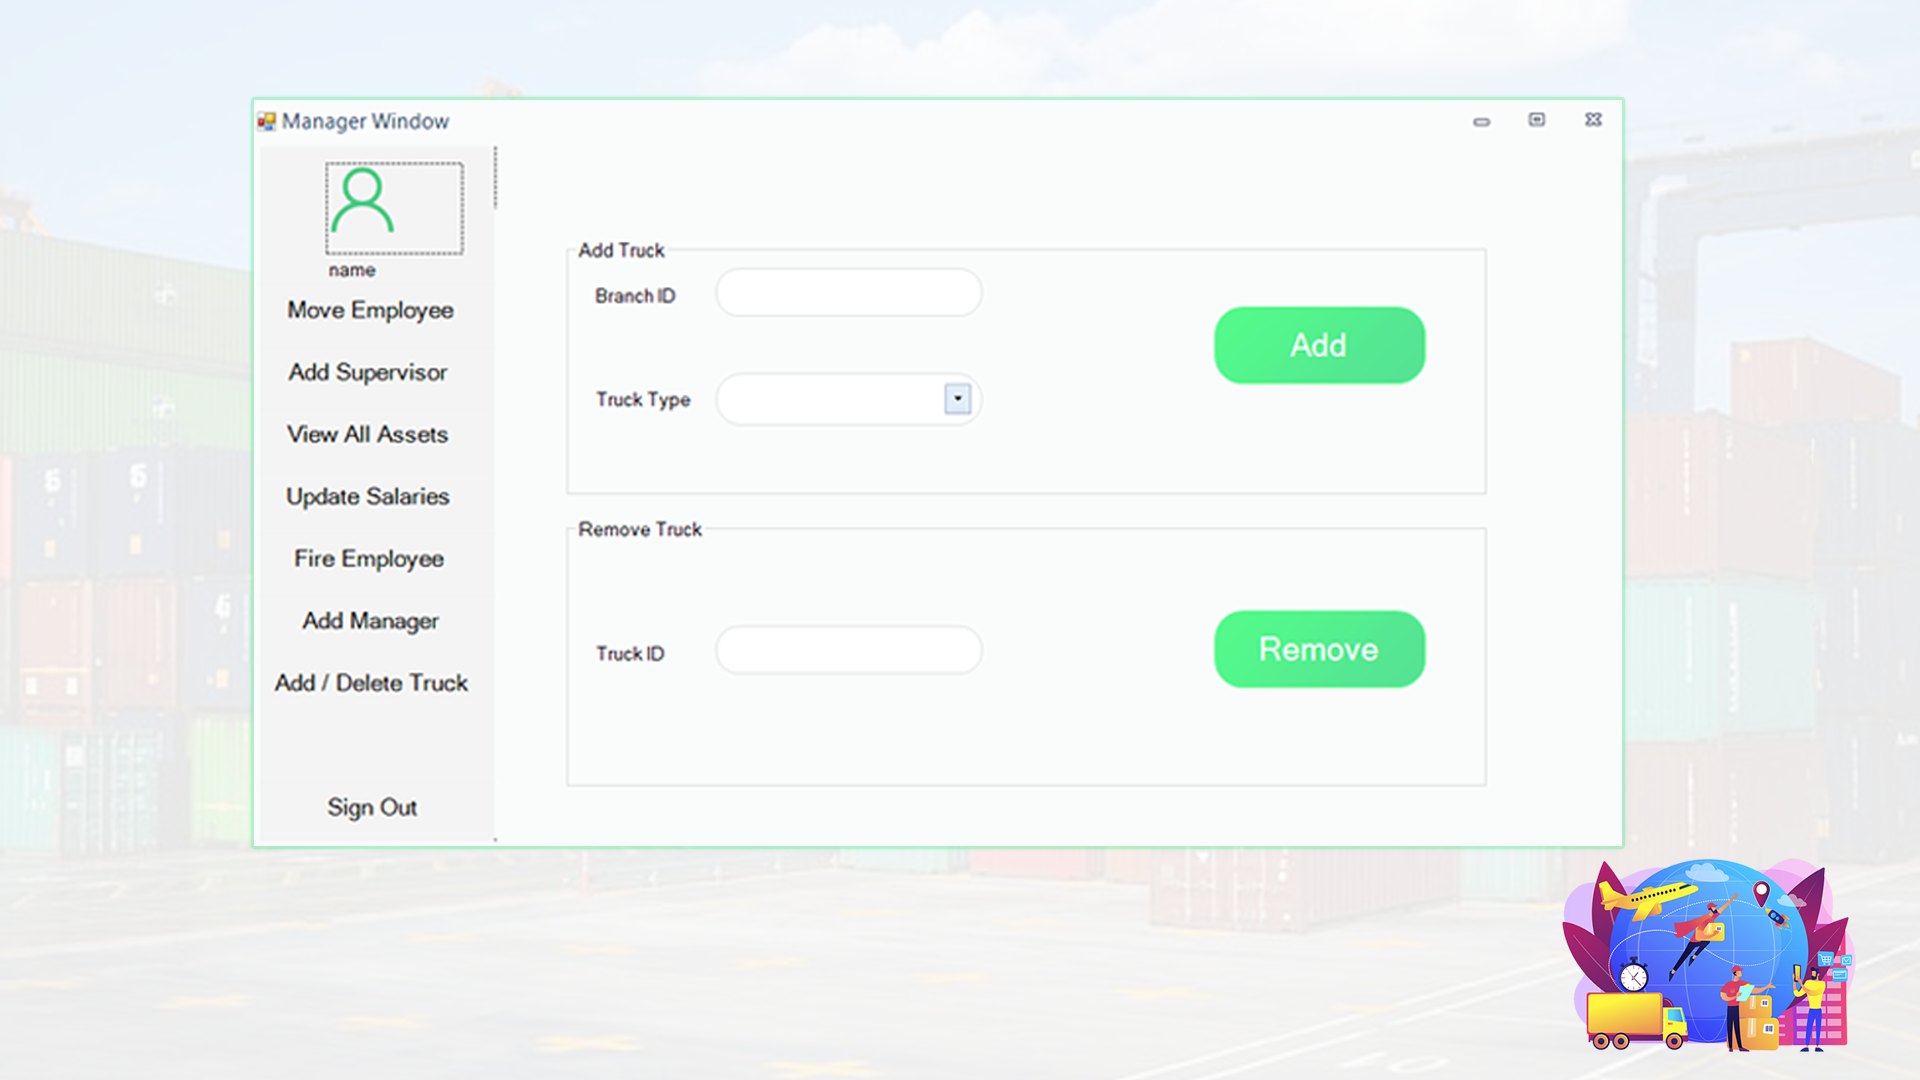 Manager Window
name
Move Employee
Add Supervisor
View All Assets
Update Salaries
Fire Employee
Add Manager
Add / Delete Truck
Sign Out
Add Truck
Branch ID
Truck Type
Add
Remove Truck
Truck ID
Remove